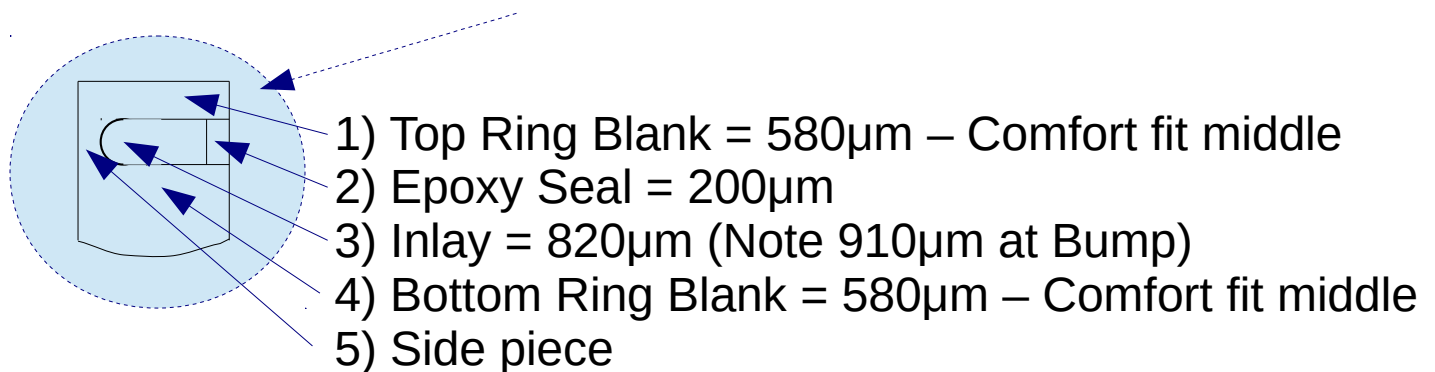 1) Top Ring Blank = 580μm – Comfort fit middle
2) Epoxy Seal = 200μm
3) Inlay = 820μm (Note 910μm at Bump)
4) Bottom Ring Blank = 580μm – Comfort fit middle
5) Side piece